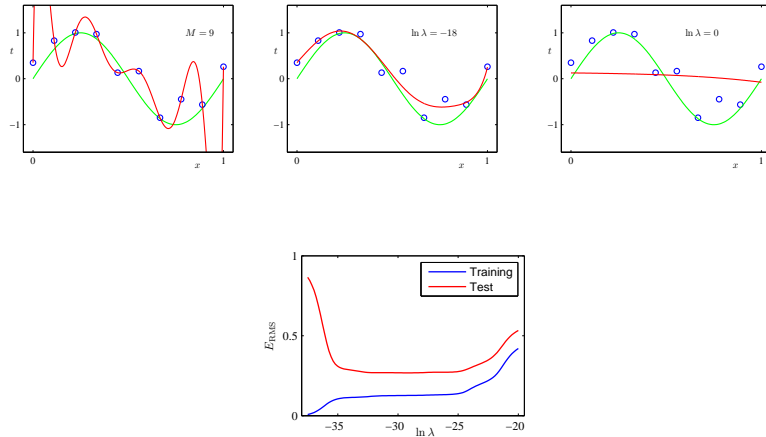 M = 9
t
1
0
−1
0
x
1
ln λ = −18
t
1
0
−1
0
x
1
ln λ = 0
t
1
0
−1
0
x
1
Training
Test
E_RMS
1
0.5
0
−35
−30
−25
−20
ln λ